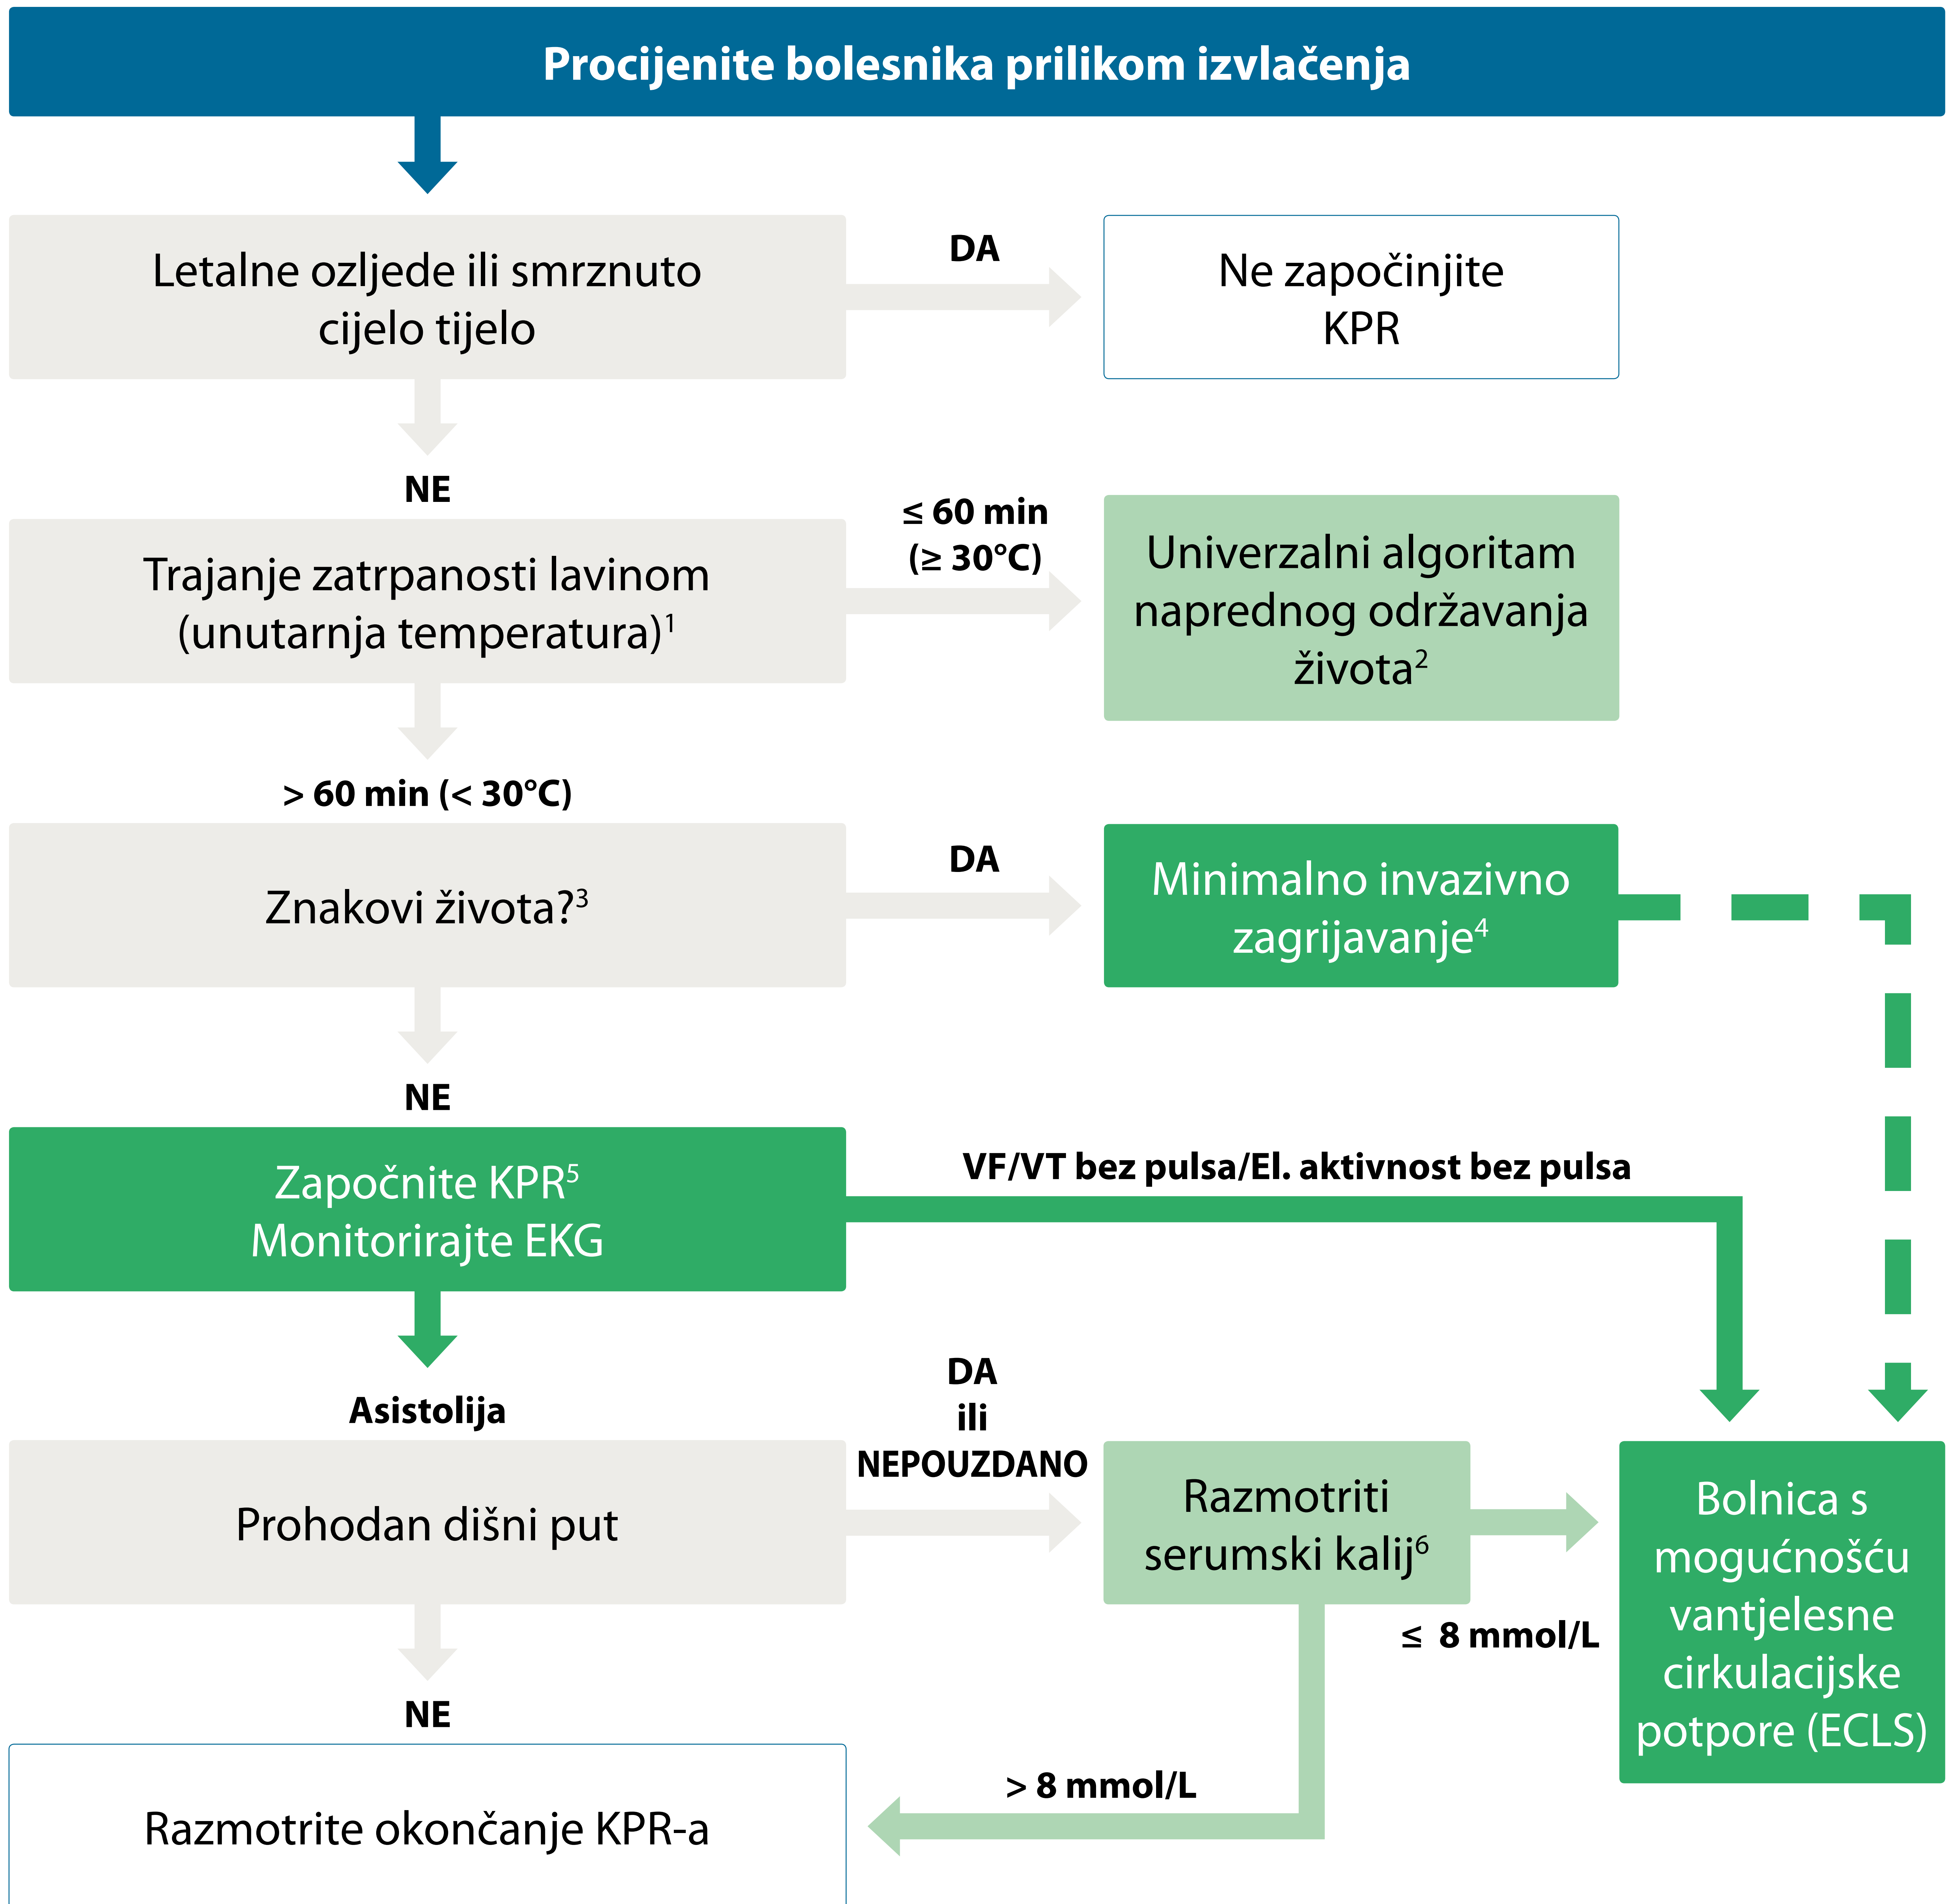 Procijenite bolesnika prilikom izvlačenja
Letalne ozljede ili smrznuto
cijelo tijelo
DA
Ne započinjite
KPR
NE
Trajanje zatrpanosti lavinom
(unutarnja temperatura)¹
≤ 60 min
(≥ 30°C)
Univerzalni algoritam
naprednog održavanja
života²
> 60 min (< 30°C)
Znakovi života?³
DA
Minimalno invazivno
zagrijavanje⁴
NE
Započnite KPR⁵
Monitorirajte EKG
VF/VT bez pulsa/El. aktivnost bez pulsa
Asistolija
Prohodan dišni put
DA
ili
NEPOUZDANO
Razmotriti
serumski kalij⁶
≤ 8 mmol/L
Bolnica s
mogućnošću
vantjelesne
cirkulacijske
potpore (ECLS)
NE
> 8 mmol/L
Razmotrite okončanje KPR-a